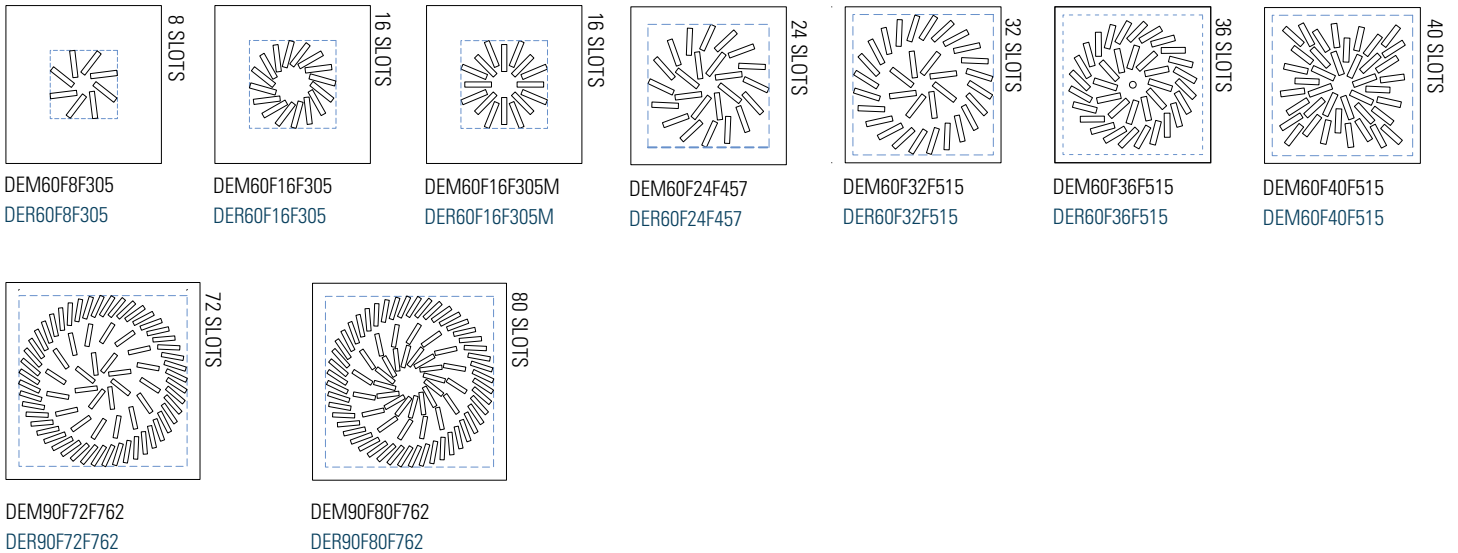 8 SLOTS
DEM60F8F305
DER60F8F305
16 SLOTS
DEM60F16F305
DER60F16F305
16 SLOTS
DEM60F16F305M
DER60F16F305M
24 SLOTS
DEM60F24F457
DER60F24F457
32 SLOTS
DEM60F32F515
DER60F32F515
36 SLOTS
DEM60F36F515
DER60F36F515
40 SLOTS
DEM60F40F515
DEM60F40F515
72 SLOTS
DEM90F72F762
DER90F72F762
80 SLOTS
DEM90F80F762
DER90F80F762